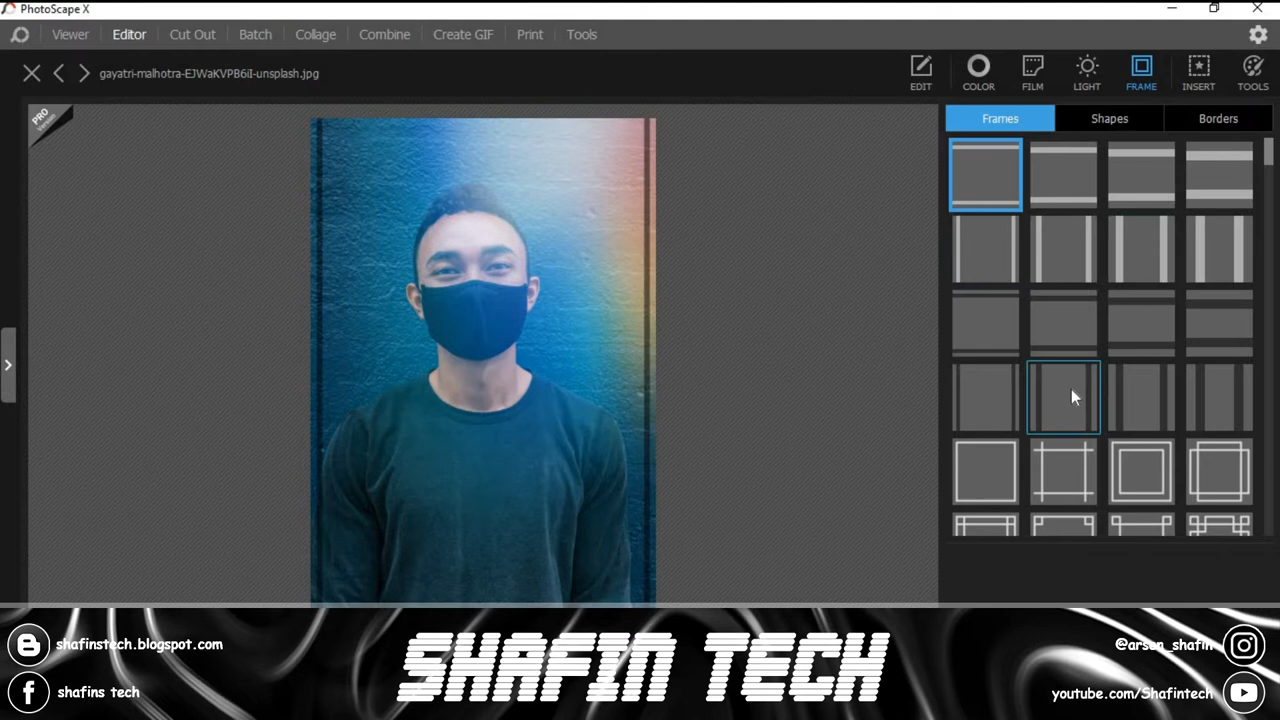 PhotoScape X
Viewer Editor Cut Out Batch Collage Combine Create GIF Print Tools
gayatri-malhotra-EJWaKVPB6iI-unsplash.jpg
EDIT COLOR FILM LIGHT FRAME INSERT TOOLS
PRO
Version
Frames Shapes Borders
shafinstech.blogspot.com
shafins tech
SHAFIN TECH
@arson_shafin
youtube.com/Shafintech